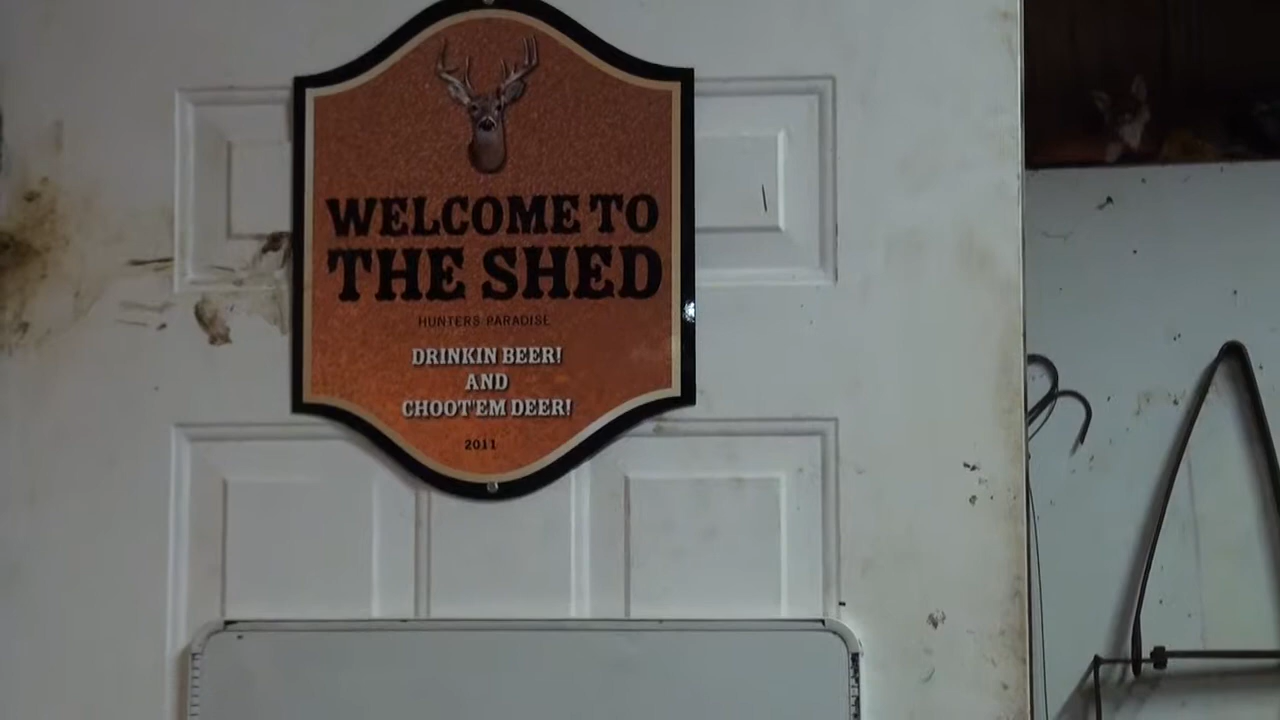 WELCOME TO
THE SHED
HUNTERS PARADISE
DRINKIN BEER!
AND
CHOOT'EM DEER!
2011